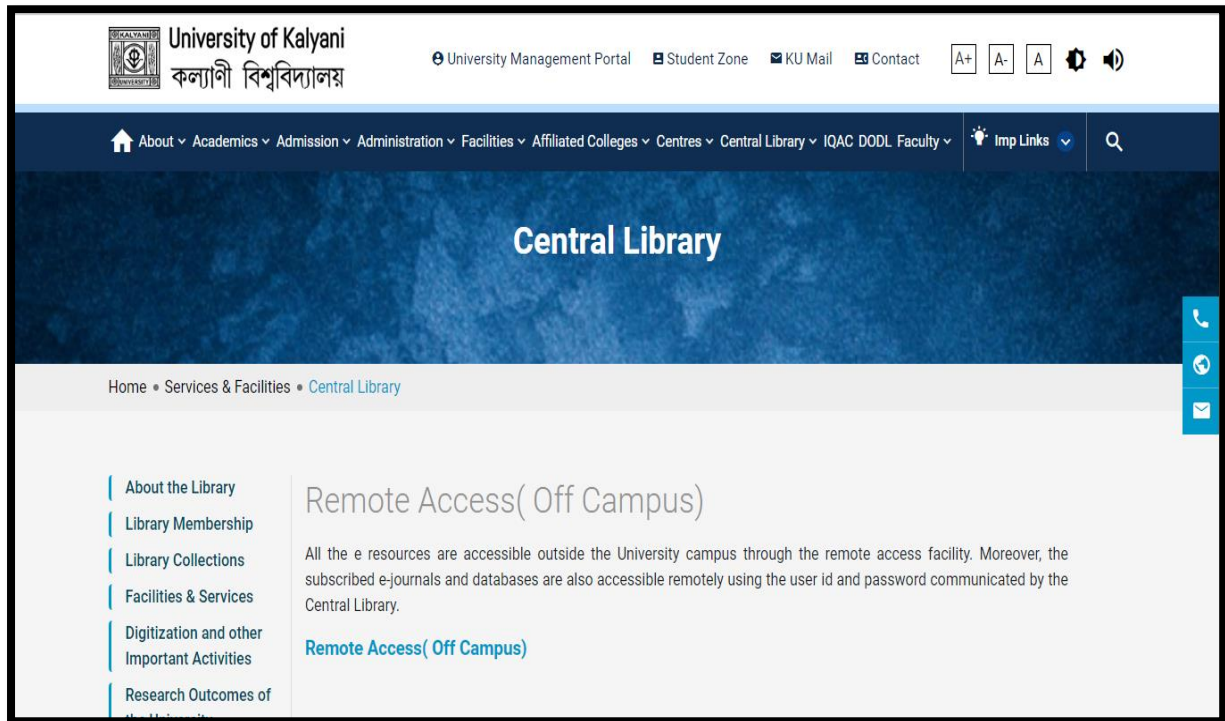 University of Kalyani
কল্যাণী বিশ্ববিদ্যালয়
University Management Portal Student Zone KU Mail Contact A+ A- A
About Academics Admission Administration Facilities Affiliated Colleges Centres Central Library IQAC DODL Faculty Imp Links
Central Library
Home • Services & Facilities • Central Library
About the Library
Library Membership
Library Collections
Facilities & Services
Digitization and other
Important Activities
Research Outcomes of
Remote Access( Off Campus)
All the e resources are accessible outside the University campus through the remote access facility. Moreover, the
subscribed e-journals and databases are also accessible remotely using the user id and password communicated by the
Central Library.
Remote Access( Off Campus)